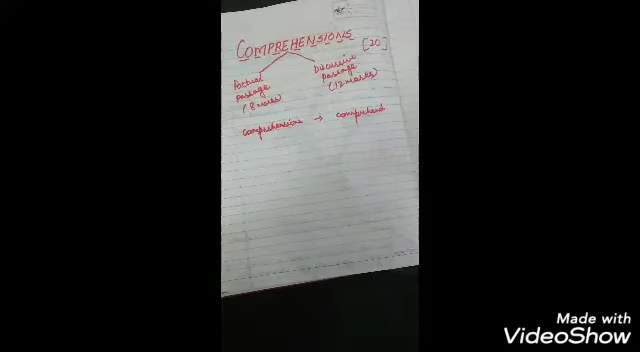 COMPREHENSIONS
[20]
Factual
passage
(8 marks)
Discursive
passage
(12 marks)
comprehensions → comprehend
Made with
VideoShow